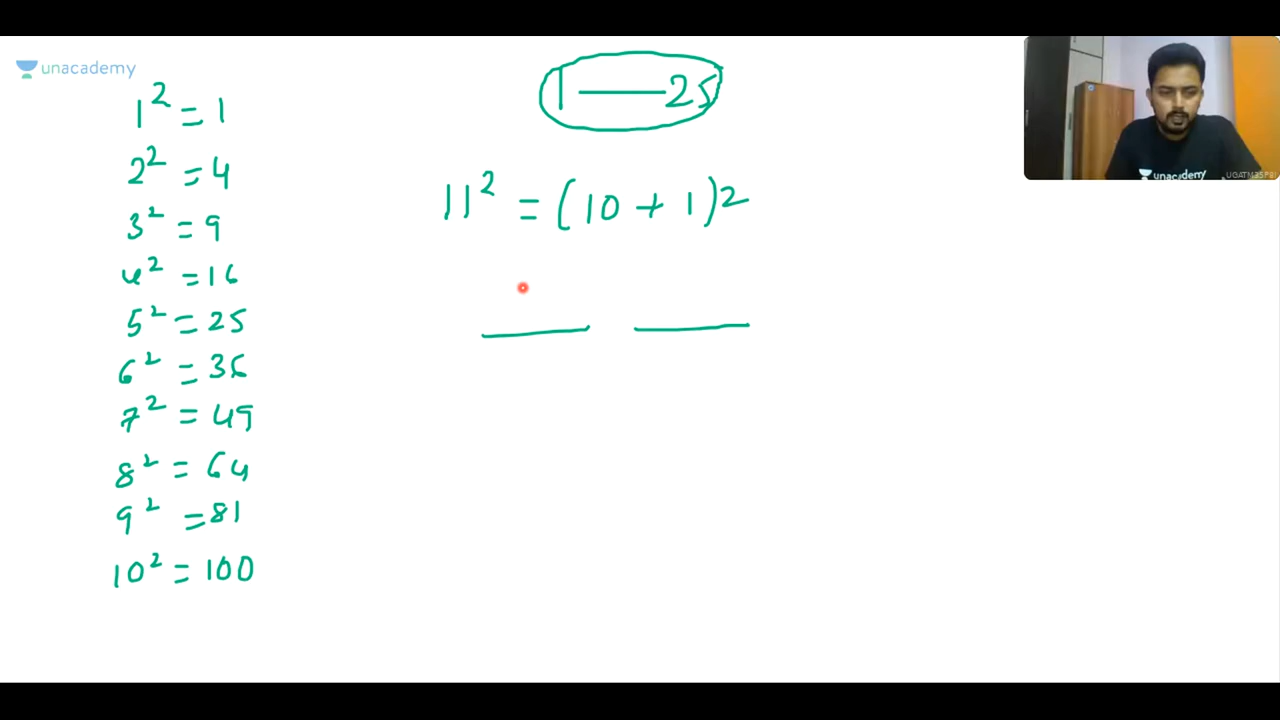 unacademy
1² = 1
2² = 4
3² = 9
4² = 16
5² = 25
6² = 36
7² = 49
8² = 64
9² = 81
10² = 100
1 — 25
11² = (10 + 1)²
unacademy
UGATM3SP8I